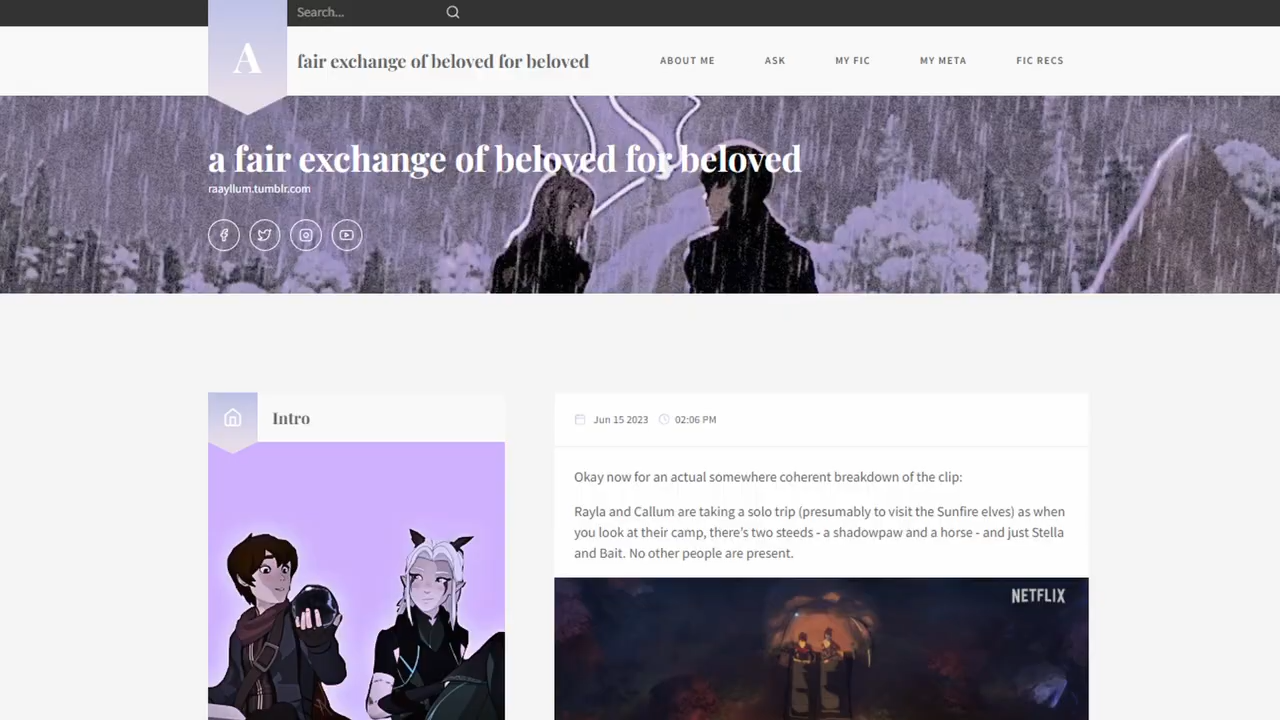 Search...
A
fair exchange of beloved for beloved
ABOUT ME
ASK
MY FIC
MY META
FIC RECS
a fair exchange of beloved for beloved
raayllum.tumblr.com
Intro
Jun 15 2023
02:06 PM
Okay now for an actual somewhere coherent breakdown of the clip:
Rayla and Callum are taking a solo trip (presumably to visit the Sunfire elves) as when
you look at their camp, there's two steeds - a shadowpaw and a horse - and just Stella
and Bait. No other people are present.
NETFLIX